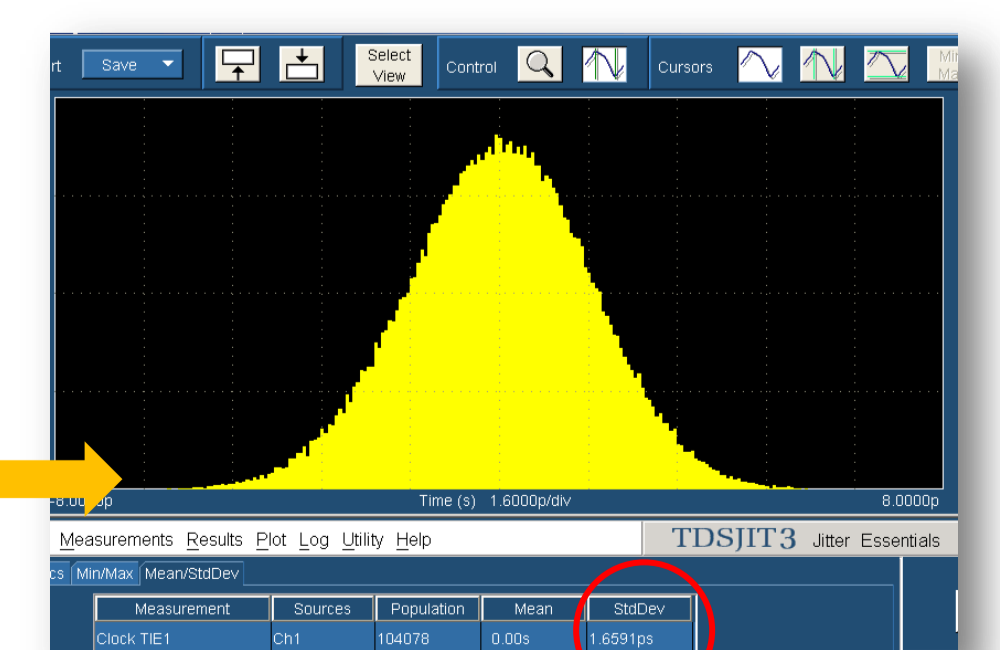 rt Save Select View Control Cursors
-8.0000p Time (s) 1.6000p/div 8.0000p
Measurements Results Plot Log Utility Help TDSJIT3 Jitter Essentials
cs Min/Max Mean/StdDev
Measurement Sources Population Mean StdDev
Clock TIE1 Ch1 104078 0.00s 1.6591ps